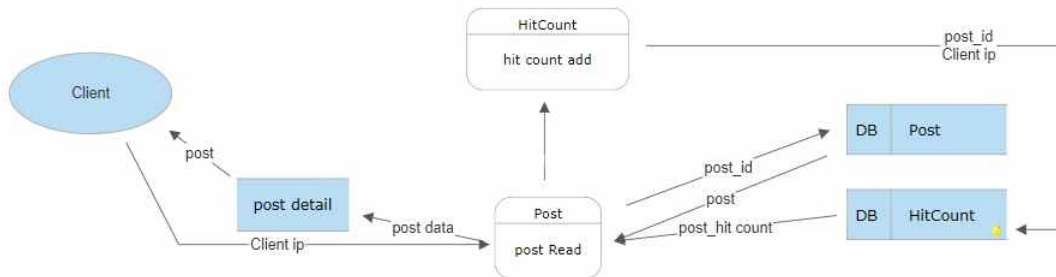 HitCount
hit count add
post_id
Client ip
Client
DB
Post
post
post_id
post detail
post
Post
DB
HitCount
post data
post_hit count
Client ip
post Read